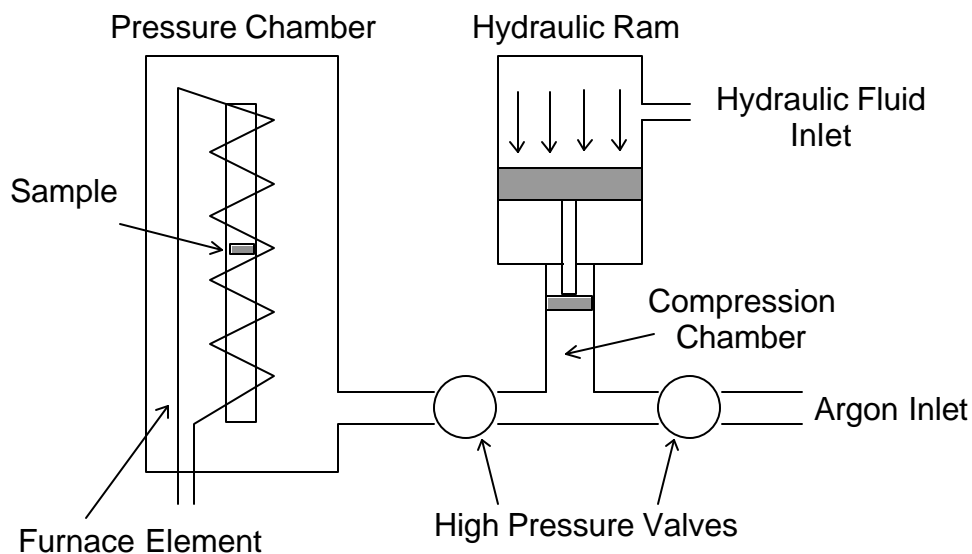 Pressure Chamber
Hydraulic Ram
Hydraulic Fluid
Inlet
Sample
Compression
Chamber
Argon Inlet
High Pressure Valves
Furnace Element